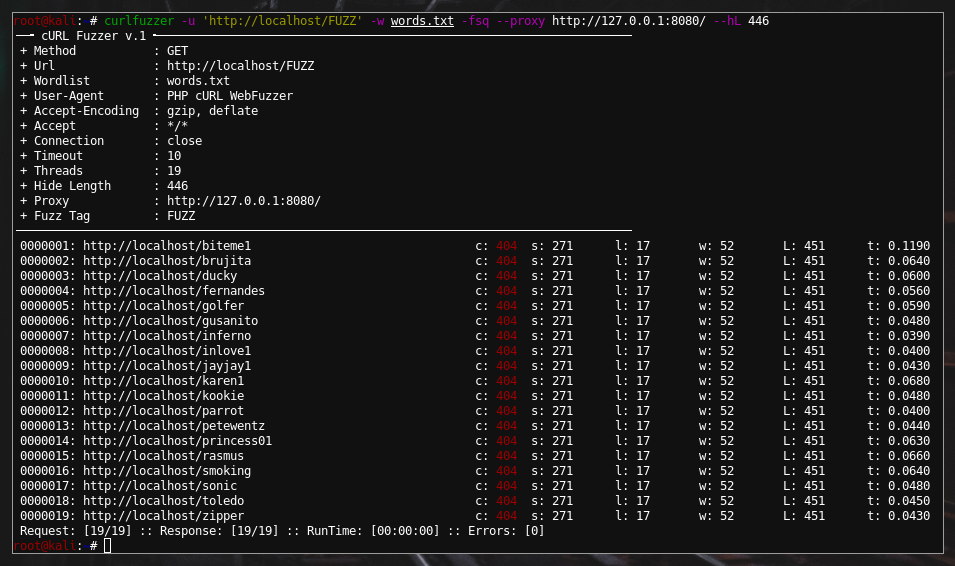 root@kali: # curlfuzzer -u 'http://localhost/FUZZ' -w words.txt -fsq --proxy http://127.0.0.1:8080/ --hL 446
cURL Fuzzer v.1
+ Method : GET
+ Url : http://localhost/FUZZ
+ Wordlist : words.txt
+ User-Agent : PHP cURL WebFuzzer
+ Accept-Encoding : gzip, deflate
+ Accept : */*
+ Connection : close
+ Timeout : 10
+ Threads : 19
+ Hide Length : 446
+ Proxy : http://127.0.0.1:8080/
+ Fuzz Tag : FUZZ
0000001: http://localhost/biteme1 c: 404 s: 271 l: 17 w: 52 L: 451 t: 0.1190
0000002: http://localhost/brujita c: 404 s: 271 l: 17 w: 52 L: 451 t: 0.0640
0000003: http://localhost/ducky c: 404 s: 271 l: 17 w: 52 L: 451 t: 0.0600
0000004: http://localhost/fernandes c: 404 s: 271 l: 17 w: 52 L: 451 t: 0.0560
0000005: http://localhost/golfer c: 404 s: 271 l: 17 w: 52 L: 451 t: 0.0590
0000006: http://localhost/gusanito c: 404 s: 271 l: 17 w: 52 L: 451 t: 0.0480
0000007: http://localhost/inferno c: 404 s: 271 l: 17 w: 52 L: 451 t: 0.0390
0000008: http://localhost/inlove1 c: 404 s: 271 l: 17 w: 52 L: 451 t: 0.0400
0000009: http://localhost/jayjay1 c: 404 s: 271 l: 17 w: 52 L: 451 t: 0.0430
0000010: http://localhost/karen1 c: 404 s: 271 l: 17 w: 52 L: 451 t: 0.0680
0000011: http://localhost/kookie c: 404 s: 271 l: 17 w: 52 L: 451 t: 0.0480
0000012: http://localhost/parrot c: 404 s: 271 l: 17 w: 52 L: 451 t: 0.0400
0000013: http://localhost/petewentz c: 404 s: 271 l: 17 w: 52 L: 451 t: 0.0440
0000014: http://localhost/princess01 c: 404 s: 271 l: 17 w: 52 L: 451 t: 0.0630
0000015: http://localhost/rasmus c: 404 s: 271 l: 17 w: 52 L: 451 t: 0.0660
0000016: http://localhost/smoking c: 404 s: 271 l: 17 w: 52 L: 451 t: 0.0640
0000017: http://localhost/sonic c: 404 s: 271 l: 17 w: 52 L: 451 t: 0.0480
0000018: http://localhost/toledo c: 404 s: 271 l: 17 w: 52 L: 451 t: 0.0450
0000019: http://localhost/zipper c: 404 s: 271 l: 17 w: 52 L: 451 t: 0.0430
Request: [19/19] :: Response: [19/19] :: RunTime: [00:00:00] :: Errors: [0]
root@kali: #